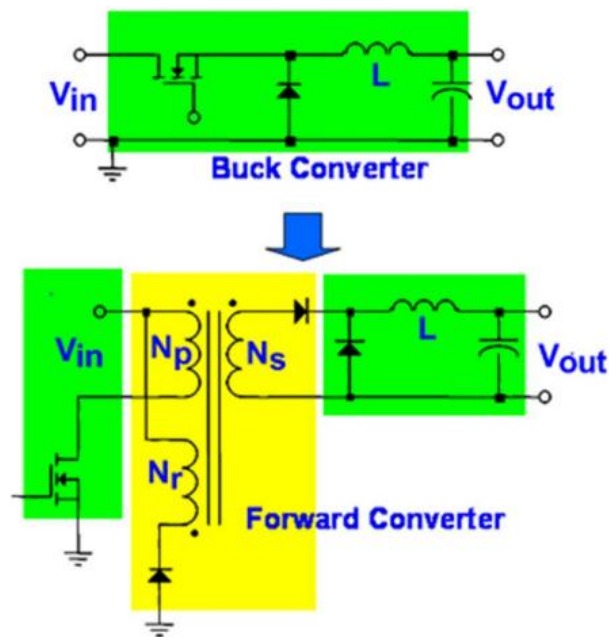 Vin
L
Vout
Buck Converter
Vin
Np
Ns
L
Vout
Nr
Forward Converter